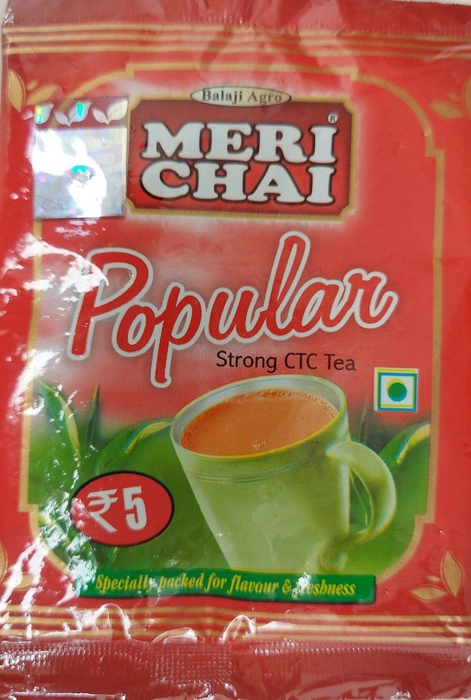 Balaji Agro
MERI ®
CHAI
Popular
Strong CTC Tea
₹5
Specially packed for flavour & freshness